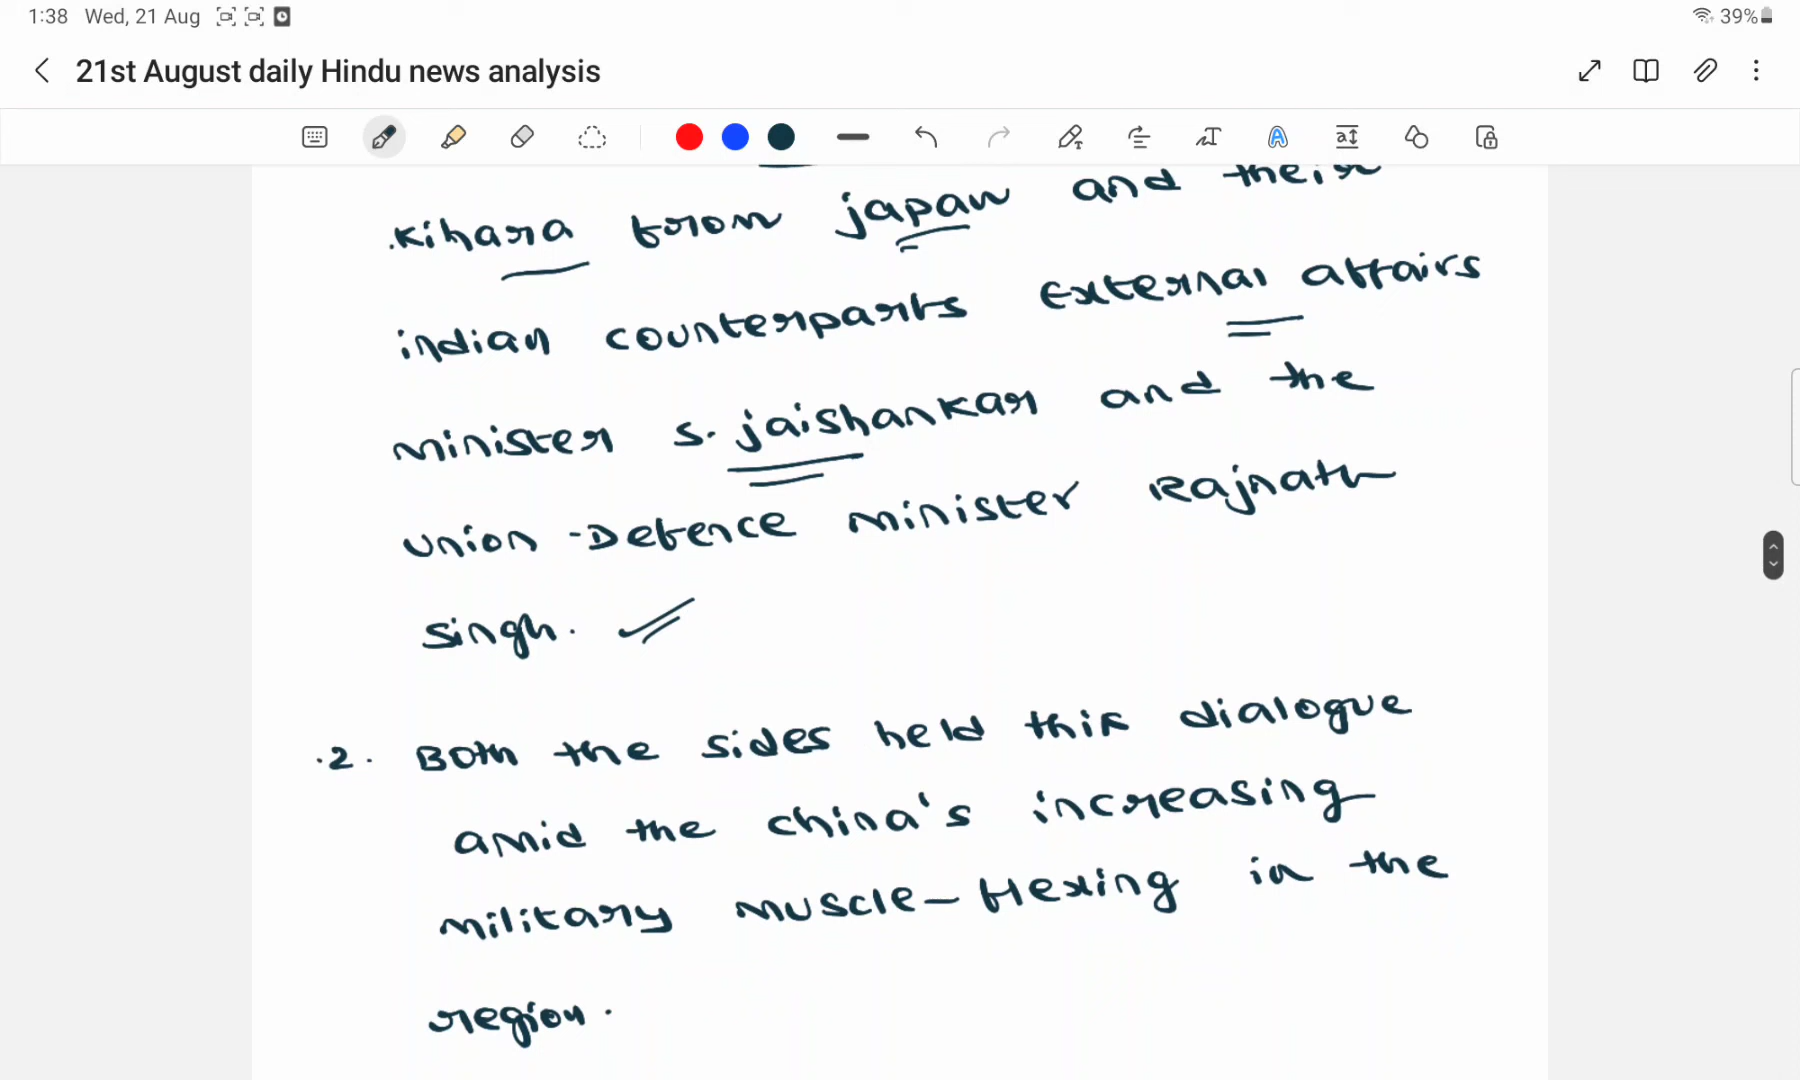 1:38 Wed, 21 Aug 39%
21st August daily Hindu news analysis
Kihara from japan and their
indian counterparts External affairs
minister s. jaishankar and the
union - Defence minister Rajnath
singh.
.2. Both the sides held this dialogue
amid the china's increasing
military muscle - flexing in the
region.